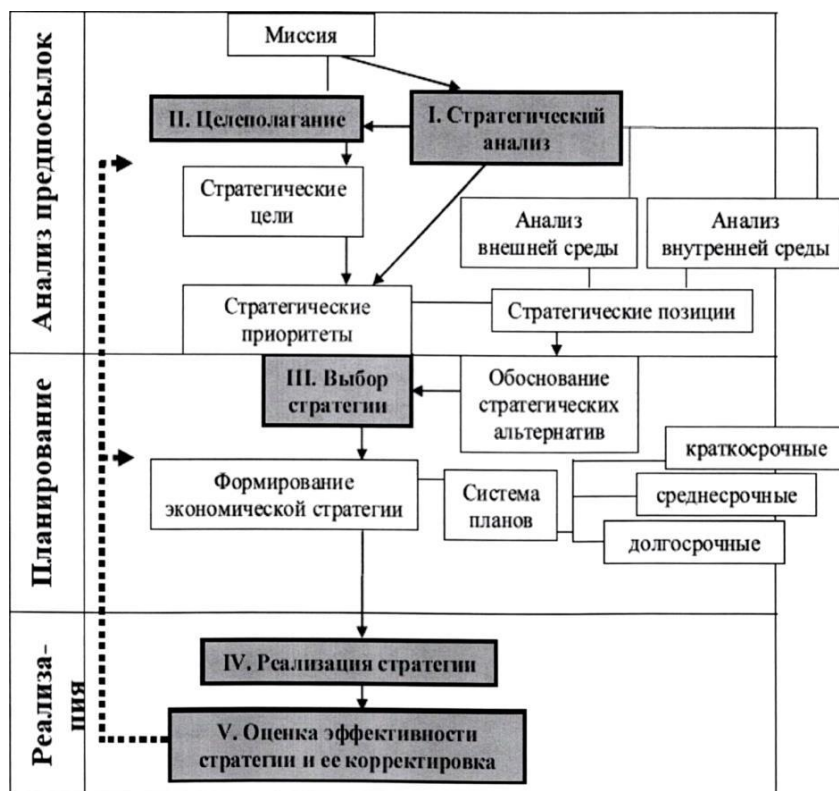 Анализ предпосылок
Миссия
II. Целеполагание
I. Стратегический
анализ
Стратегические
цели
Анализ
внешней среды
Анализ
внутренней среды
Стратегические
приоритеты
Стратегические позиции
Планирование
III. Выбор
стратегии
Обоснование
стратегических
альтернатив
Формирование
экономической стратегии
Система
планов
краткосрочные
среднесрочные
долгосрочные
Реализа-
пия
IV. Реализация стратегии
V. Оценка эффективности
стратегии и ее корректировка